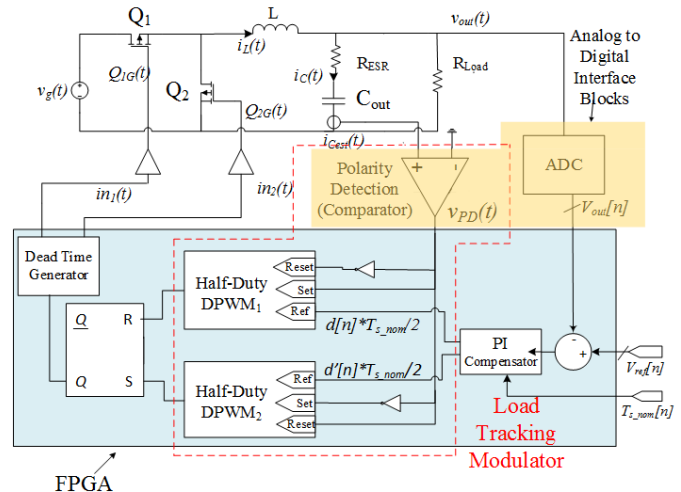 Q1
L
vout(t)
Analog to
Digital
Interface
Blocks
iL(t)
RESR
RLoad
Q1G(t)
Q2
iC(t)
vg(t)
Q2G(t)
Cout
iCest(t)
+
-
ADC
Polarity
Detection
(Comparator)
in1(t)
in2(t)
vPD(t)
Vout[n]
Dead Time
Generator
Half-Duty
DPWM1
Reset
Set
Ref
d[n]*Ts_nom/2
Q
R
Q
S
PI
Compensator
-
+
Vref[n]
d'[n]*Ts_nom/2
Half-Duty
DPWM2
Ref
Set
Reset
Ts_nom[n]
Load
Tracking
Modulator
FPGA